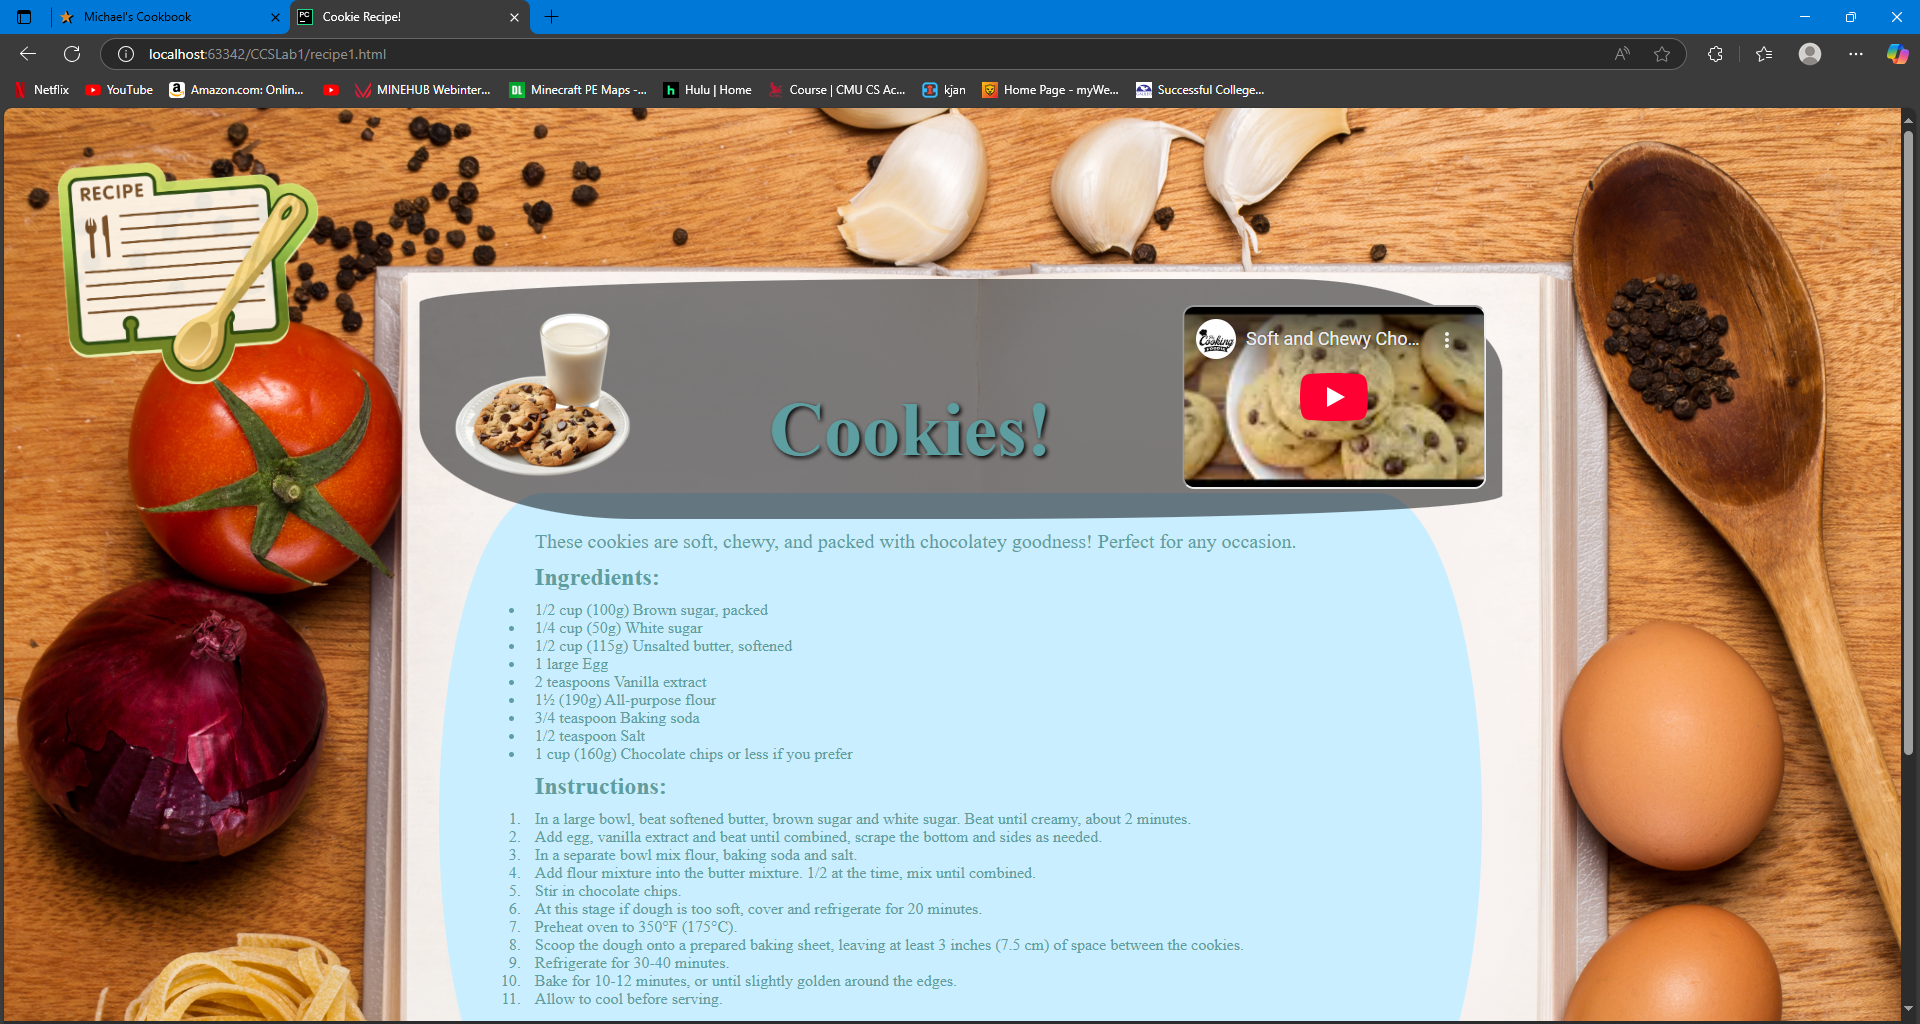 Michael's Cookbook
Cookie Recipe!
localhost:63342/CCSLab1/recipe1.html
Netflix
YouTube
Amazon.com: Onlin...
MINEHUB Webinter...
Minecraft PE Maps -...
Hulu | Home
Course | CMU CS Ac...
kjan
Home Page - myWe...
Successful College...
RECIPE
Cooking
Soft and Chewy Cho...
Cookies!
These cookies are soft, chewy, and packed with chocolatey goodness! Perfect for any occasion.
Ingredients:
• 1/2 cup (100g) Brown sugar, packed
• 1/4 cup (50g) White sugar
• 1/2 cup (115g) Unsalted butter, softened
• 1 large Egg
• 2 teaspoons Vanilla extract
• 1½ (190g) All-purpose flour
• 3/4 teaspoon Baking soda
• 1/2 teaspoon Salt
• 1 cup (160g) Chocolate chips or less if you prefer
Instructions:
1. In a large bowl, beat softened butter, brown sugar and white sugar. Beat until creamy, about 2 minutes.
2. Add egg, vanilla extract and beat until combined, scrape the bottom and sides as needed.
3. In a separate bowl mix flour, baking soda and salt.
4. Add flour mixture into the butter mixture. 1/2 at the time, mix until combined.
5. Stir in chocolate chips.
6. At this stage if dough is too soft, cover and refrigerate for 20 minutes.
7. Preheat oven to 350°F (175°C).
8. Scoop the dough onto a prepared baking sheet, leaving at least 3 inches (7.5 cm) of space between the cookies.
9. Refrigerate for 30-40 minutes.
10. Bake for 10-12 minutes, or until slightly golden around the edges.
11. Allow to cool before serving.